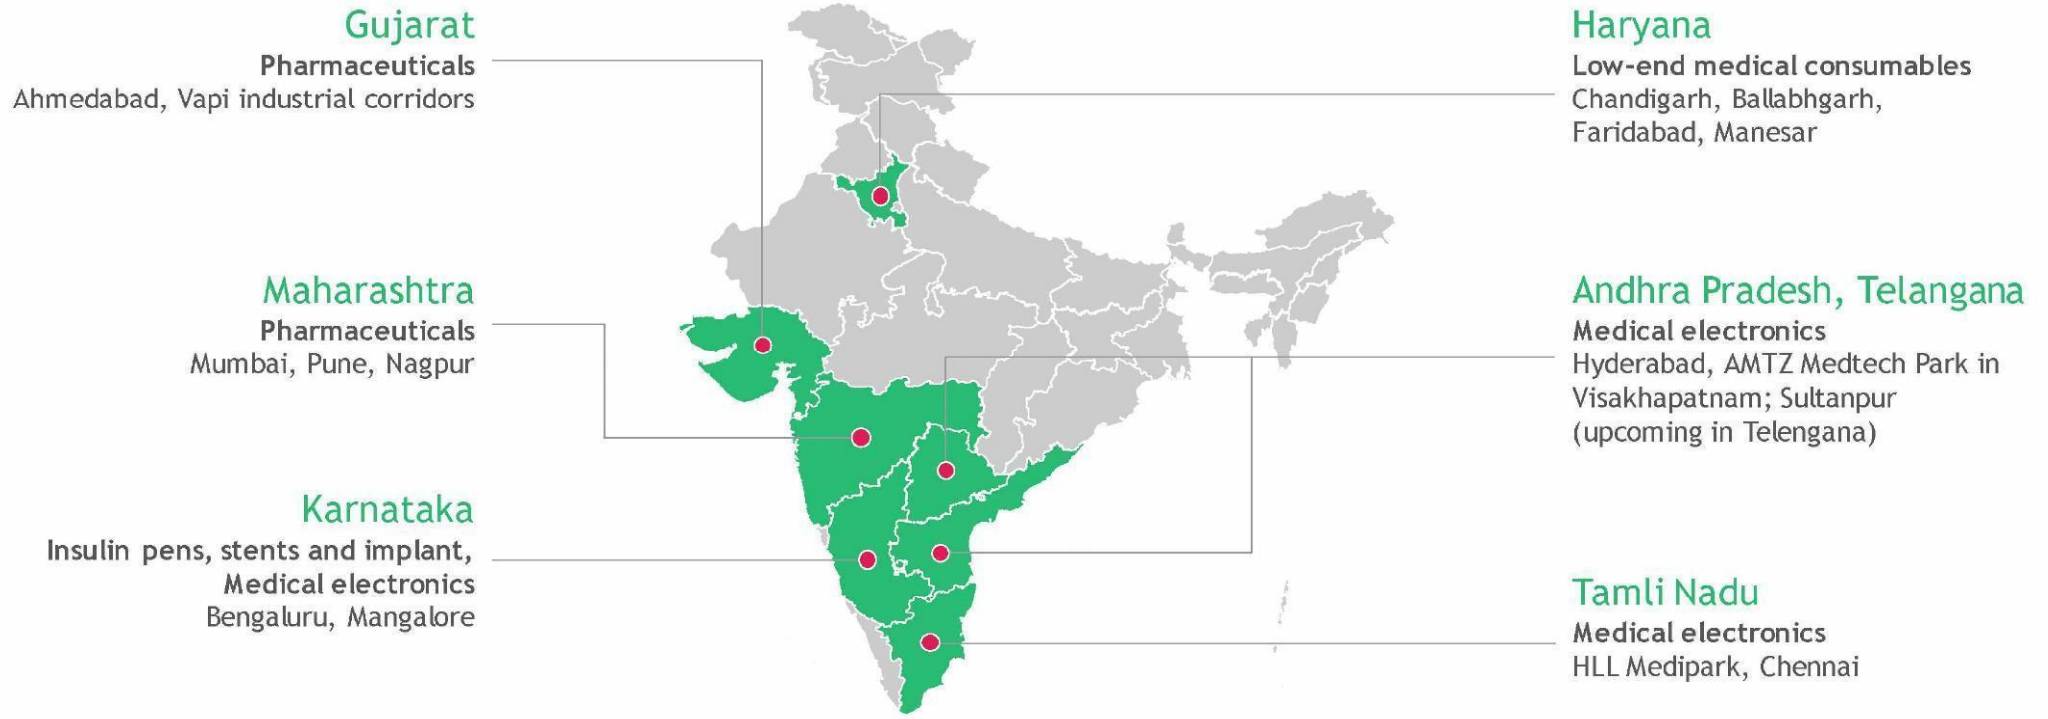 Gujarat
Pharmaceuticals
Ahmedabad, Vapi industrial corridors
Maharashtra
Pharmaceuticals
Mumbai, Pune, Nagpur
Karnataka
Insulin pens, stents and implant,
Medical electronics
Bengaluru, Mangalore
Haryana
Low-end medical consumables
Chandigarh, Ballabhgarh,
Faridabad, Manesar
Andhra Pradesh, Telangana
Medical electronics
Hyderabad, AMTZ Medtech Park in
Visakhapatnam; Sultanpur
(upcoming in Telengana)
Tamli Nadu
Medical electronics
HLL Medipark, Chennai